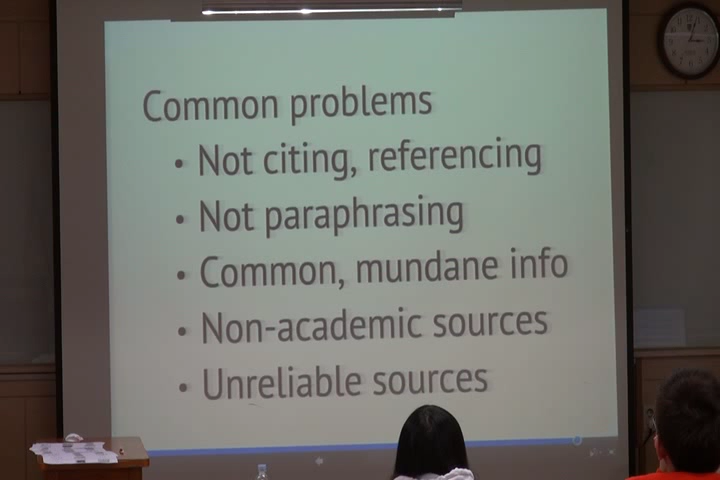 Common problems
• Not citing, referencing
• Not paraphrasing
• Common, mundane info
• Non-academic sources
• Unreliable sources